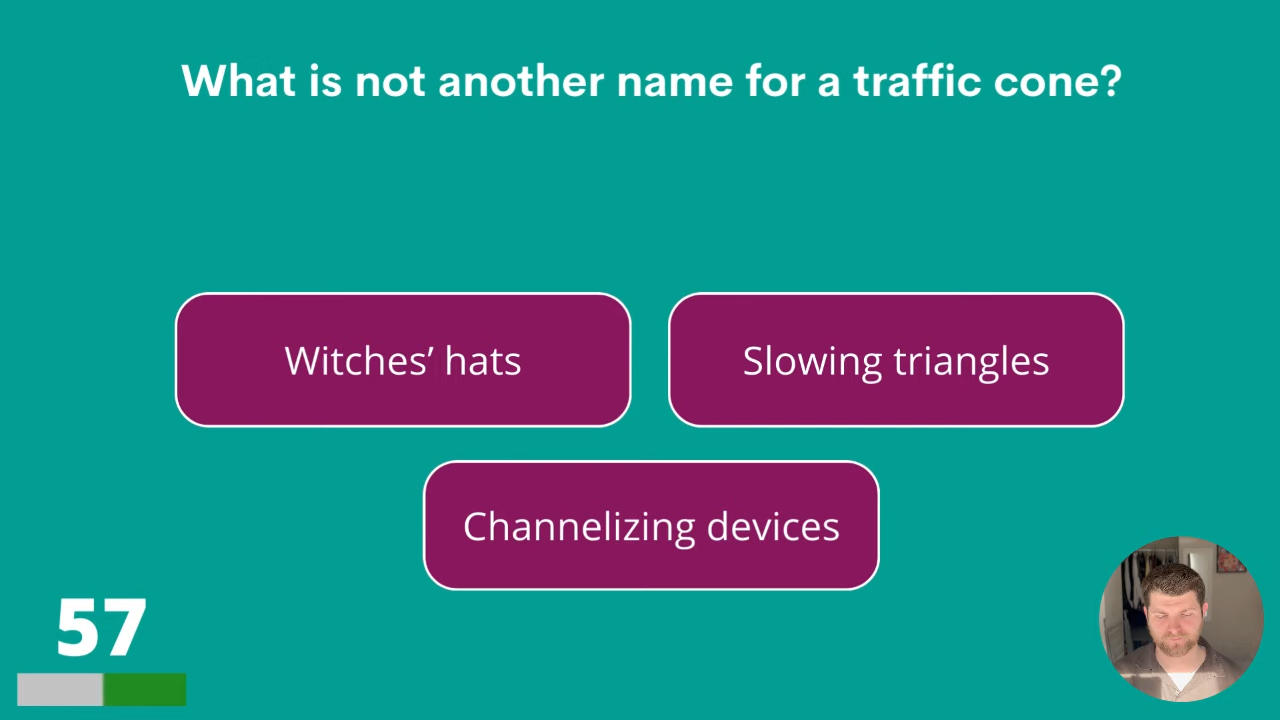 What is not another name for a traffic cone?
Witches’ hats
Slowing triangles
Channelizing devices
57